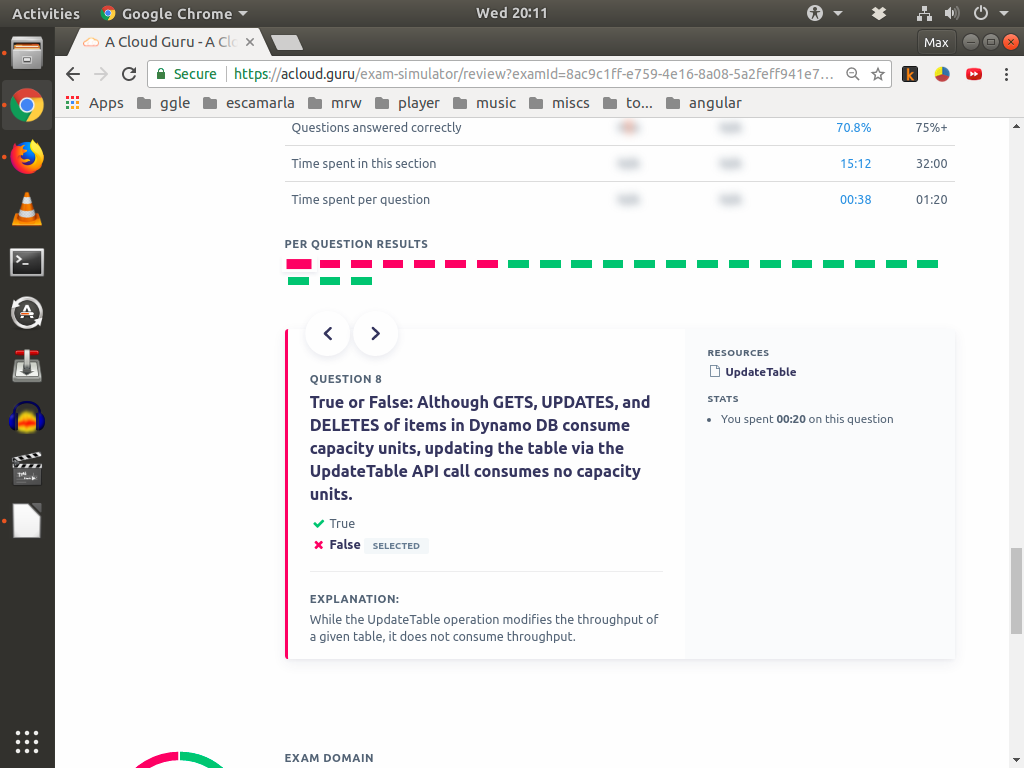 Activities Google Chrome Wed 20:11
A Cloud Guru - A Cl Max
Secure https://acloud.guru/exam-simulator/review?examId=8ac9c1ff-e759-4e16-8a08-5a2feff941e7...
Apps ggle escamarla mrw player music miscs to... angular
Questions answered correctly 70.8% 75%+
Time spent in this section 15:12 32:00
Time spent per question 00:38 01:20
PER QUESTION RESULTS
QUESTION 8
True or False: Although GETS, UPDATES, and
DELETES of items in Dynamo DB consume
capacity units, updating the table via the
UpdateTable API call consumes no capacity
units.
True
False SELECTED
EXPLANATION:
While the UpdateTable operation modifies the throughput of
a given table, it does not consume throughput.
RESOURCES
UpdateTable
STATS
• You spent 00:20 on this question
EXAM DOMAIN